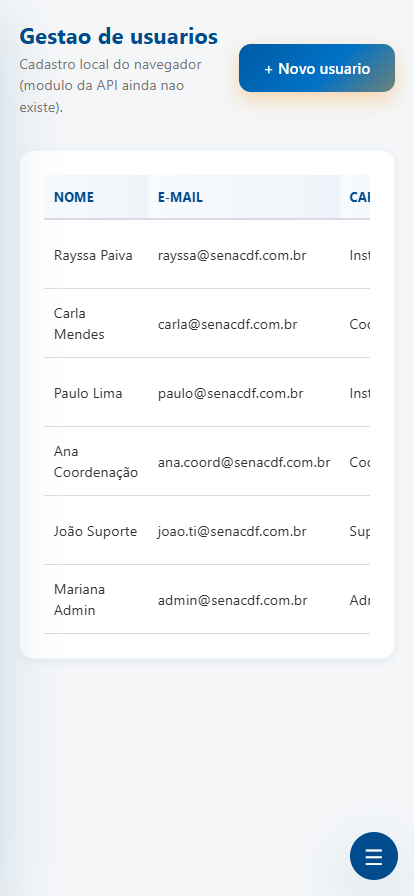 Gestao de usuarios
Cadastro local do navegador
(modulo da API ainda nao
existe).
+ Novo usuario
NOME E-MAIL
Rayssa Paiva rayssa@senacdf.com.br
Carla
Mendes
carla@senacdf.com.br
Paulo Lima paulo@senacdf.com.br
Ana
Coordenação
ana.coord@senacdf.com.br
João Suporte joao.ti@senacdf.com.br
Mariana
Admin
admin@senacdf.com.br